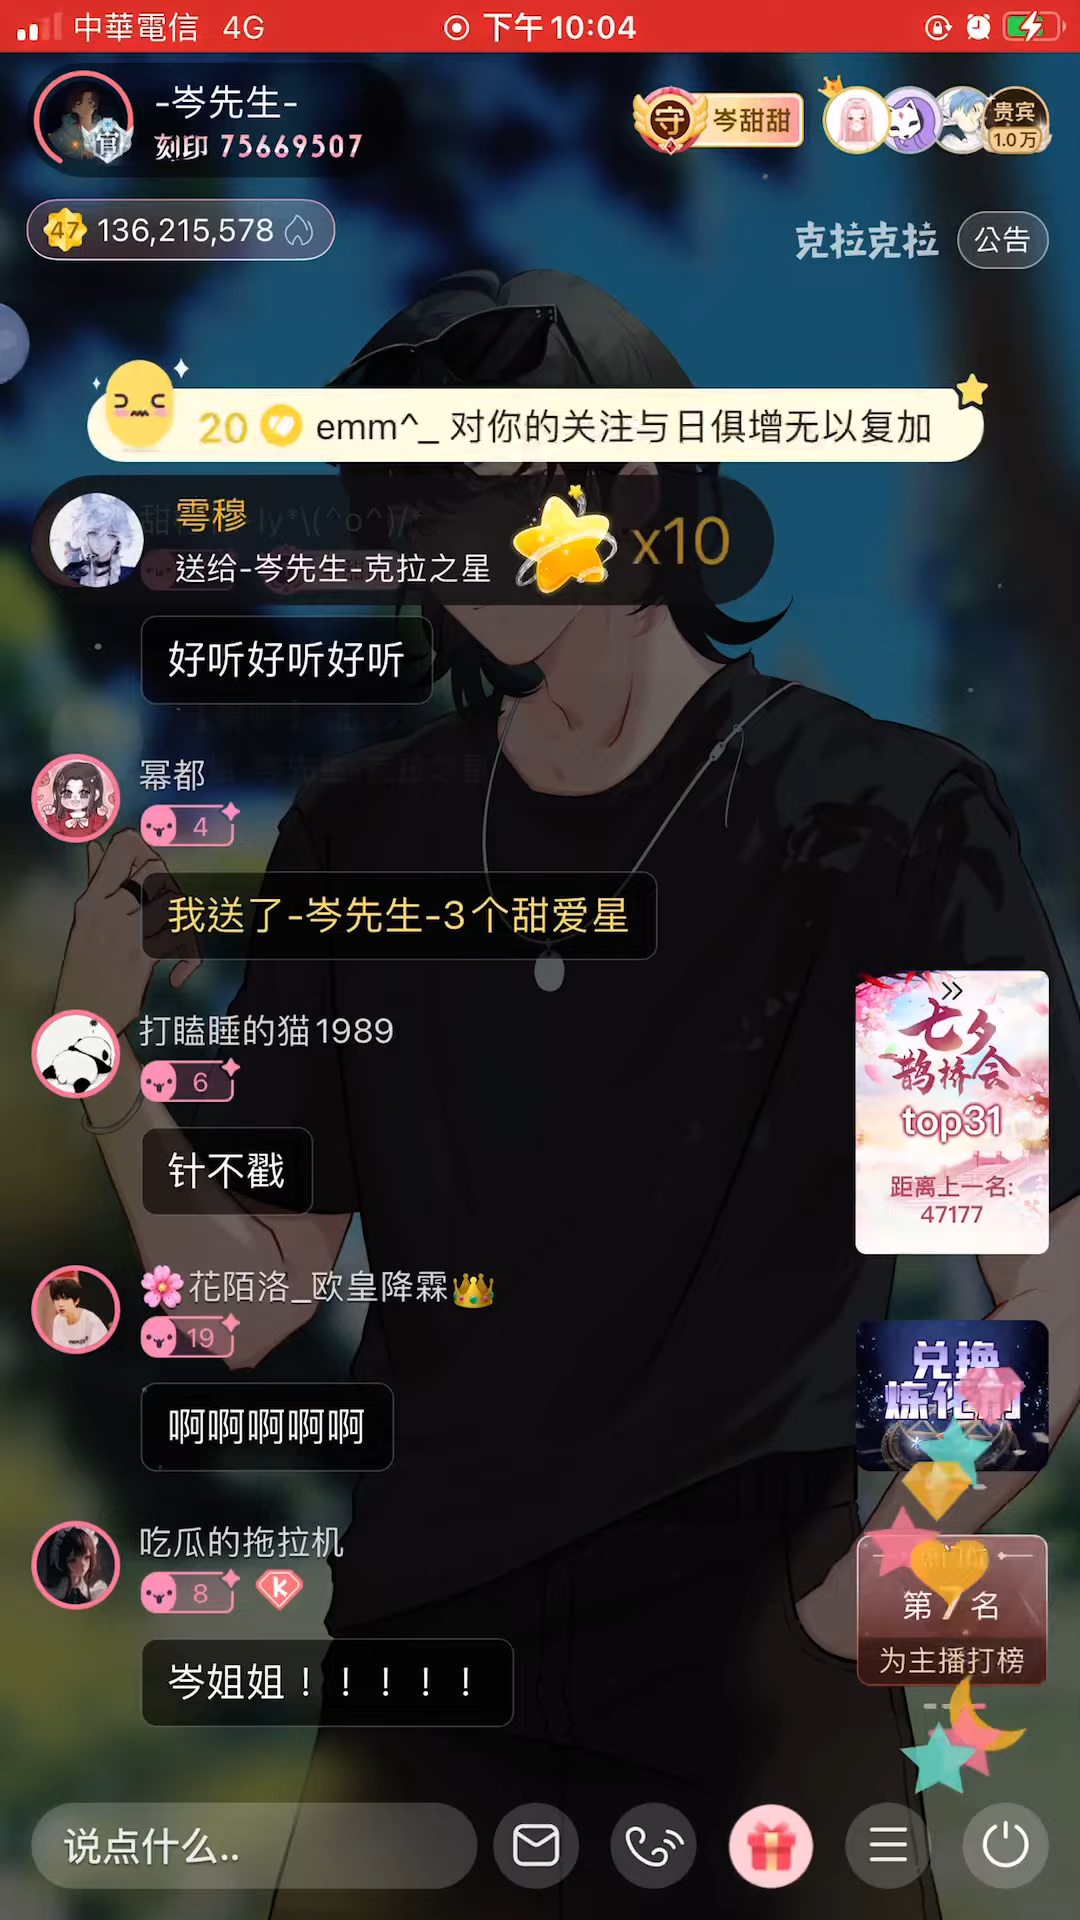 中華電信 4G 下午10:04
-岑先生-
刻印 75669507
官
守 岑甜甜
贵宾
1.0万
47 136,215,578
克拉克拉 公告
20 emm^_ 对你的关注与日俱增无以复加
雩穆
送给-岑先生-克拉之星 x10
好听好听好听
幂都
4
我送了-岑先生-3个甜爱星
打瞌睡的猫1989
6
针不戳
🌸花陌洛_欧皇降霖👑
19
啊啊啊啊啊
吃瓜的拖拉机
8 K
岑姐姐！！！！！
七夕
鹊桥会
top31
距离上一名:
47177
兑换
炼化剂
第7名
为主播打榜
说点什么..